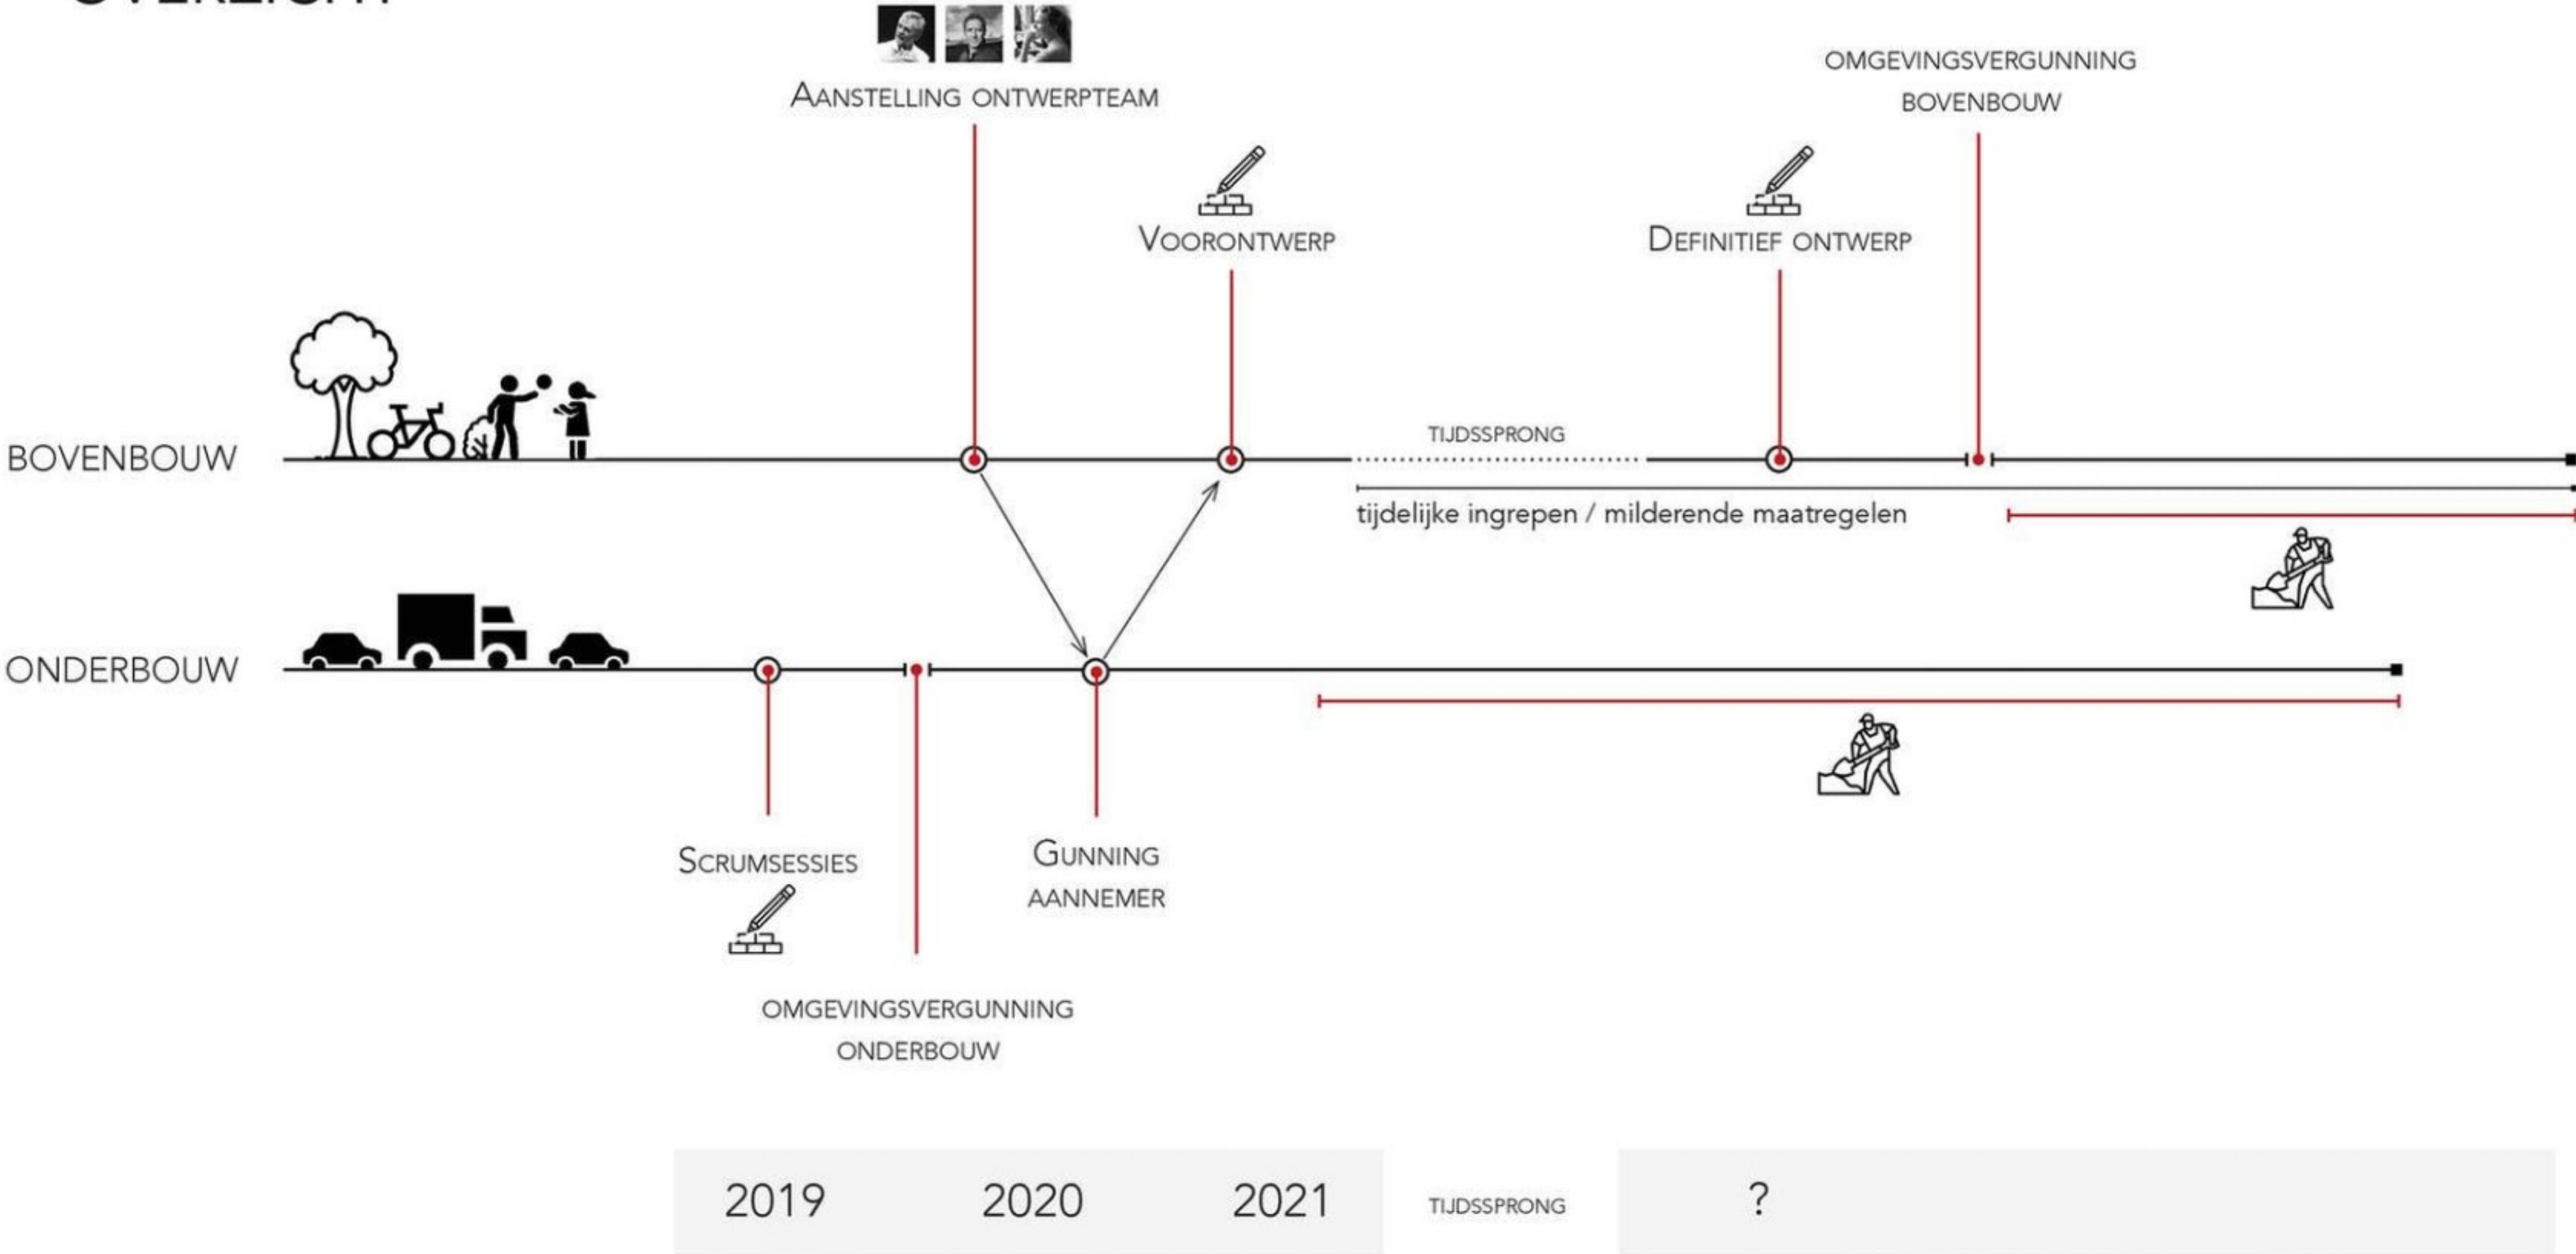 OVERZICHT
AANSTELLING ONTWERPTEAM
OMGEVINGSVERGUNNING
BOVENBOUW
VOORONTWERP
DEFINITIEF ONTWERP
TIJDSSPRONG
BOVENBOUW
tijdelijke ingrepen / milderende maatregelen
ONDERBOUW
SCRUMSESSIES
GUNNING
AANNEMER
OMGEVINGSVERGUNNING
ONDERBOUW
2019 2020 2021 TIJDSSPRONG ?